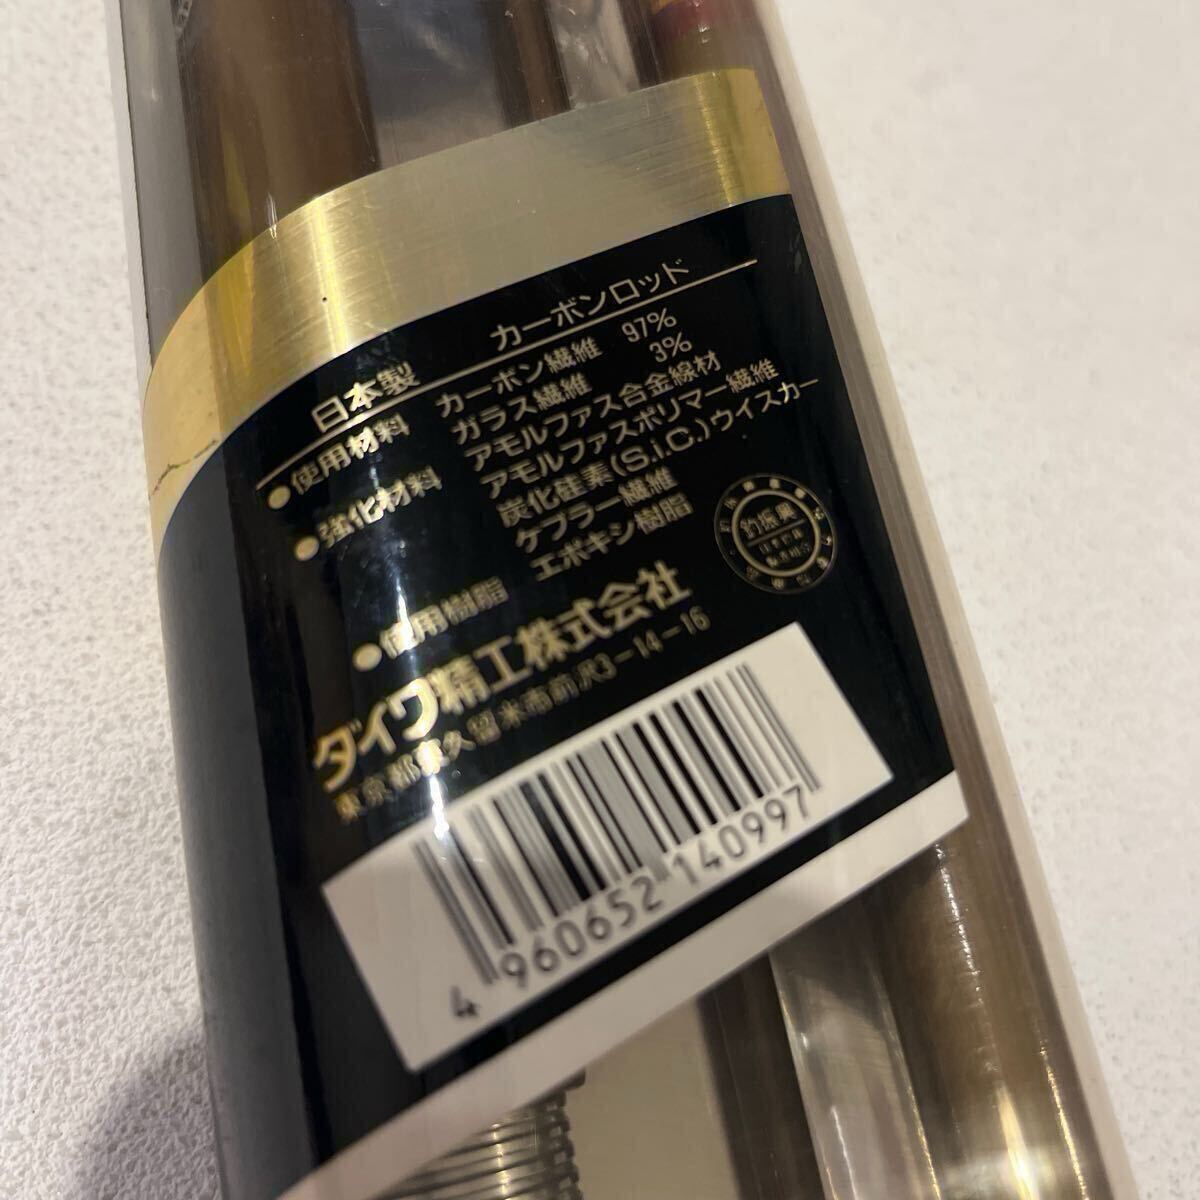 日本製 カーボンロッド
●使用材料 カーボン繊維 97%
ガラス繊維 3%
●強化材料 アモルファス合金線材
アモルファスポリマー繊維
炭化硅素(S.i.C.)ウイスカー
ケブラー繊維
●使用樹脂 エポキシ樹脂
釣振興
ダイワ精工株式会社
東京都東久留米市前沢3-14-16
4 960652 140997